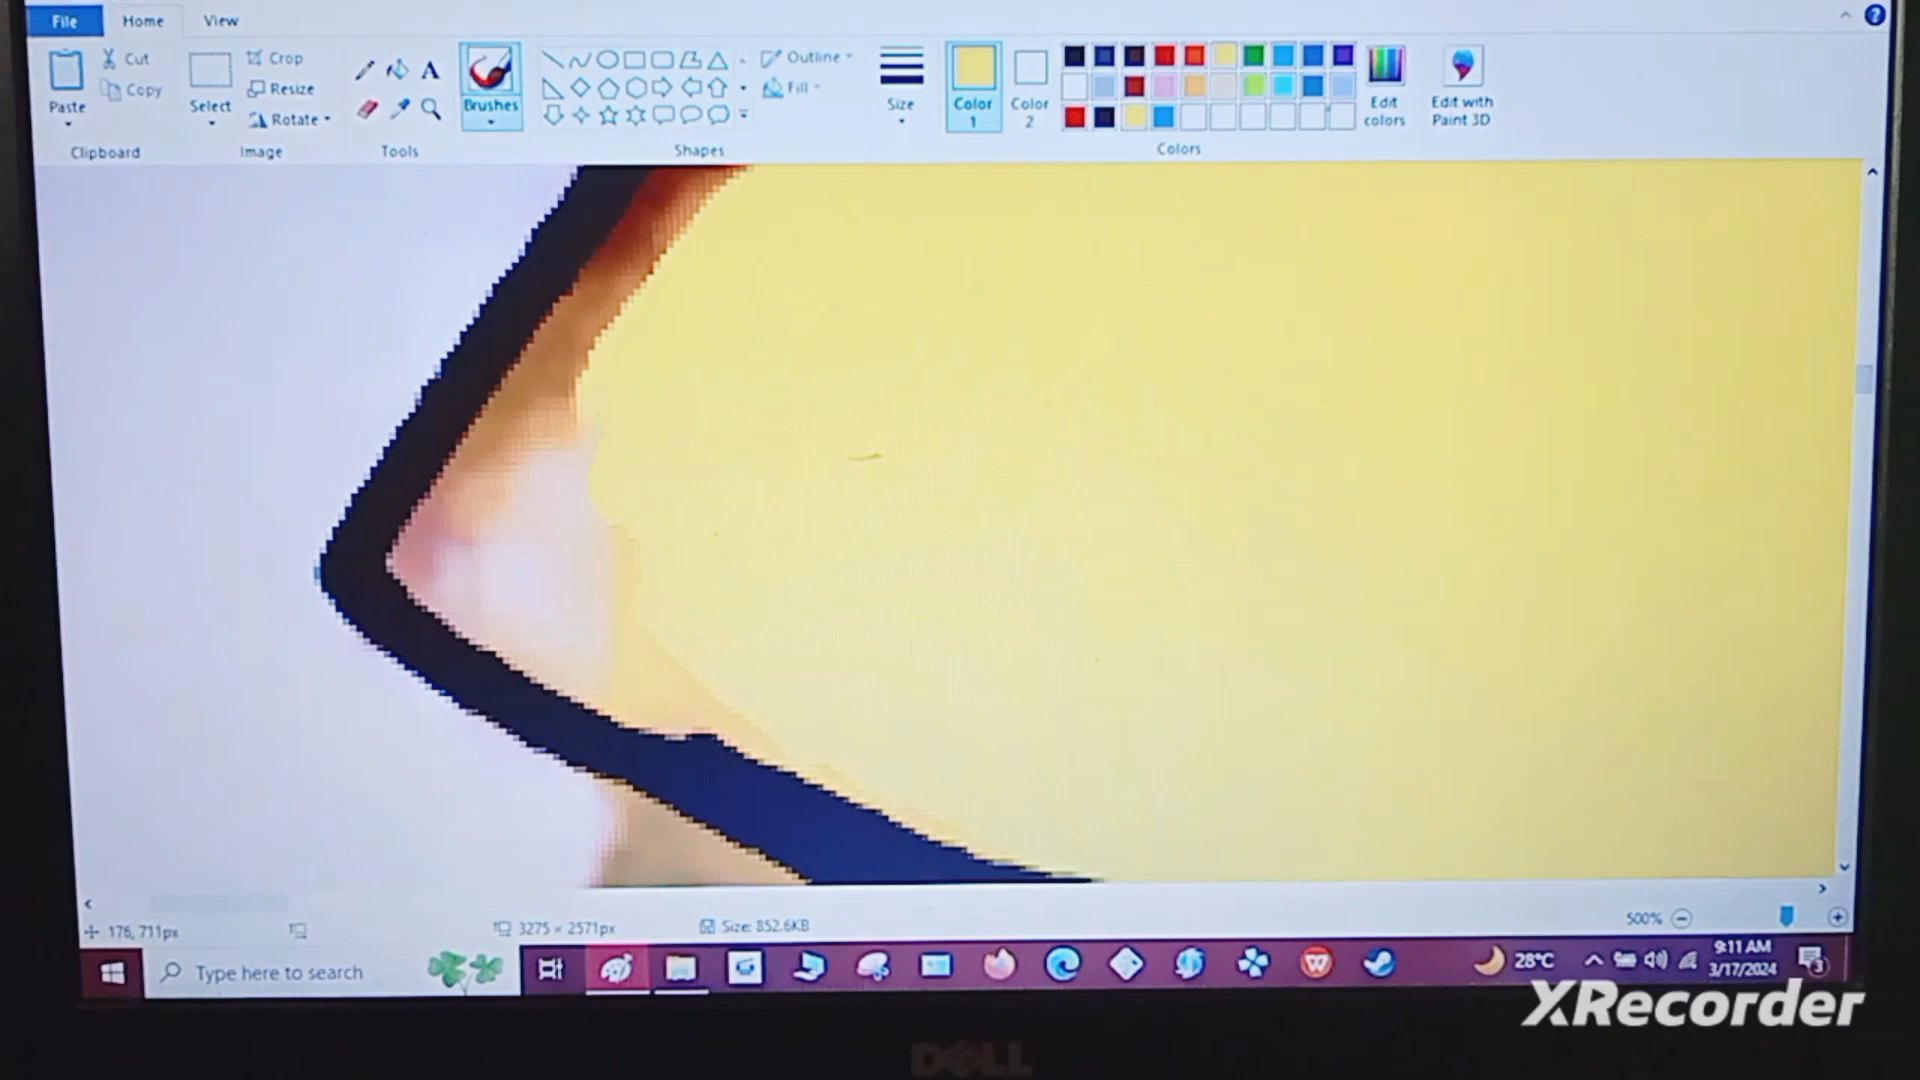 File Home View
Paste Cut Copy
Select Crop Resize Rotate
A
Brushes
Outline Fill
Size
Color 1
Color 2
Edit colors
Edit with Paint 3D
Clipboard Image Tools Shapes Colors
176, 711px 3275 × 2571px Size: 852.6KB 500%
Type here to search
W
28°C
9:11 AM
3/17/2024
3
XRecorder
DELL